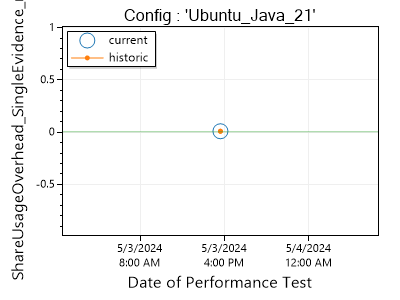 Config : 'Ubuntu_Java_21'
current
historic
1
0.5
0
-0.5
ShareUsageOverhead_SingleEvidence_
5/3/2024 5/3/2024 5/4/2024
8:00 AM 4:00 PM 12:00 AM
Date of Performance Test